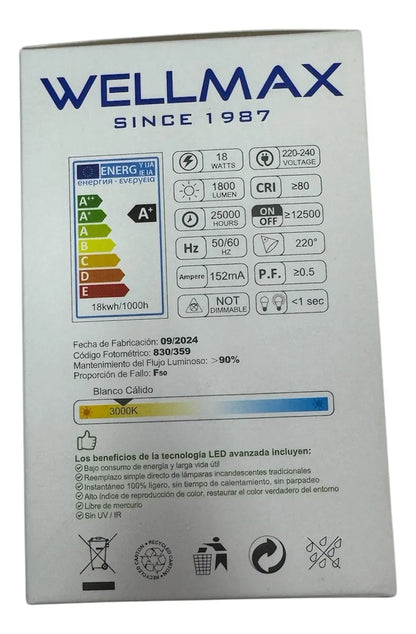 WELLMAX
SINCE 1987
ENERG Y IJA
IE IA
енергия · ενεργεια
A++
A+
A
B
C
D
E
A+
18kwh/1000h
18
WATTS
220-240
VOLTAGE
1800
LUMEN
CRI
≥80
25000
HOURS
ON
OFF
≥12500
Hz
50/60
HZ
220°
Ampere
152mA
P.F.
≥0.5
NOT
DIMMABLE
<1 sec
Fecha de Fabricación: 09/2024
Código Fotométrico: 830/359
Mantenimiento del Flujo Luminoso: >90%
Proporción de Fallo: F50
Blanco Cálido
3000K
Los beneficios de la tecnología LED avanzada incluyen:
Bajo consumo de energía y larga vida útil
Reemplazo simple directo de lámparas incandescentes tradicionales
Instantáneo 100% ligero, sin tiempo de calentamiento, sin parpadeo
Alto índice de reproducción de color, restaurar el color verdadero del entorno
Libre de mercurio
Sin UV / IR